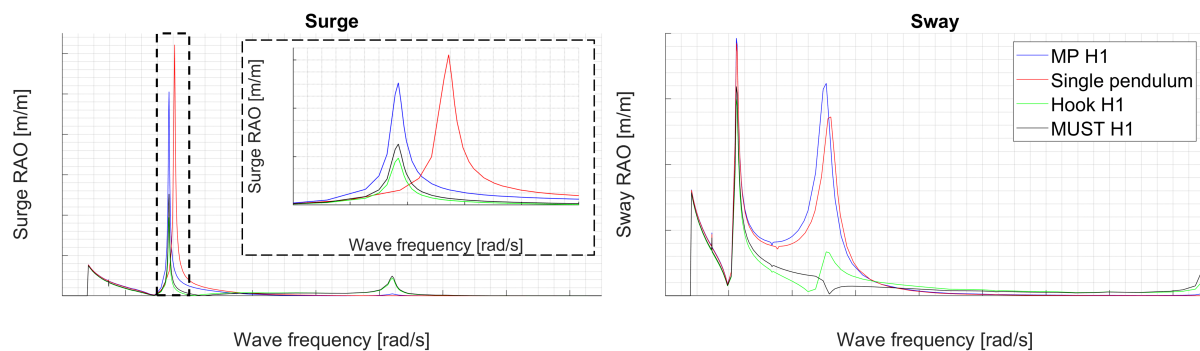 Surge
Surge RAO [m/m]
Surge RAO [m/m]
Wave frequency [rad/s]
Wave frequency [rad/s]
Sway
Sway RAO [m/m]
MP H1
Single pendulum
Hook H1
MUST H1
Wave frequency [rad/s]